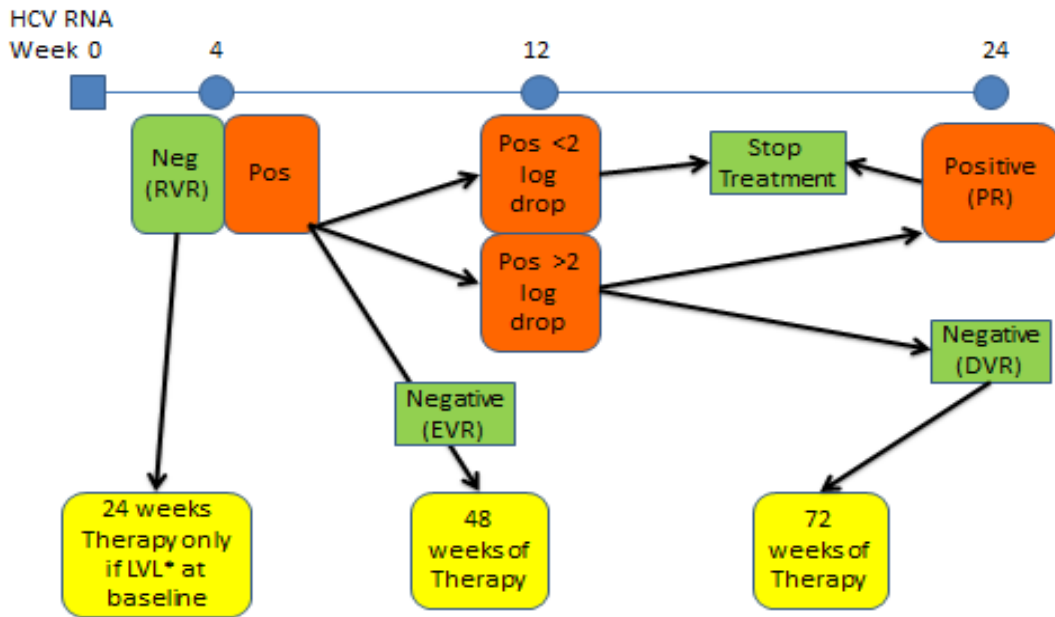 HCV RNA
Week 0
4
12
24
Neg
(RVR)
Pos
Pos <2
log
drop
Stop
Treatment
Positive
(PR)
Pos >2
log
drop
Negative
(DVR)
Negative
(EVR)
24 weeks
Therapy only
if LVL* at
baseline
48
weeks of
Therapy
72
weeks of
Therapy